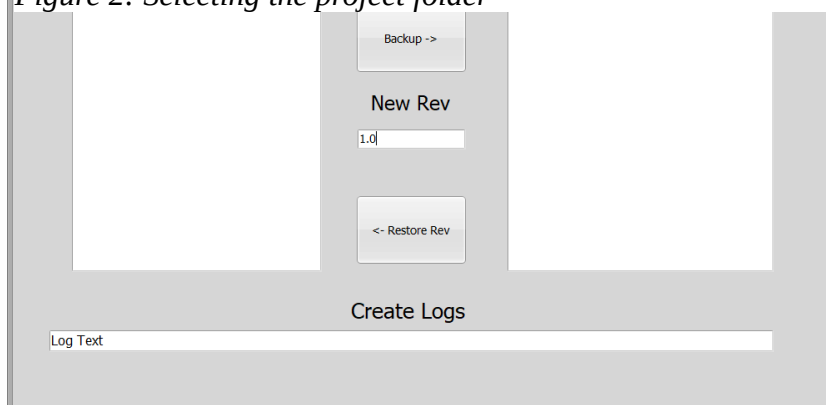 Figure 2: Selecting the project folder
Backup ->
New Rev
1.0
<- Restore Rev
Create Logs
Log Text